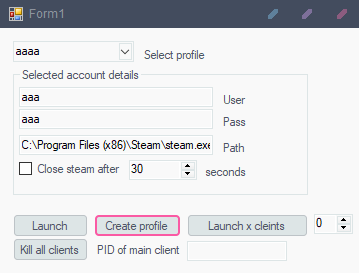 Form1
aaaa Select profile
Selected account details
aaa User
aaa Pass
C:\Program Files (x86)\Steam\steam.exe Path
Close steam after 30 seconds
Launch Create profile Launch x cleints 0
Kill all clients PID of main client